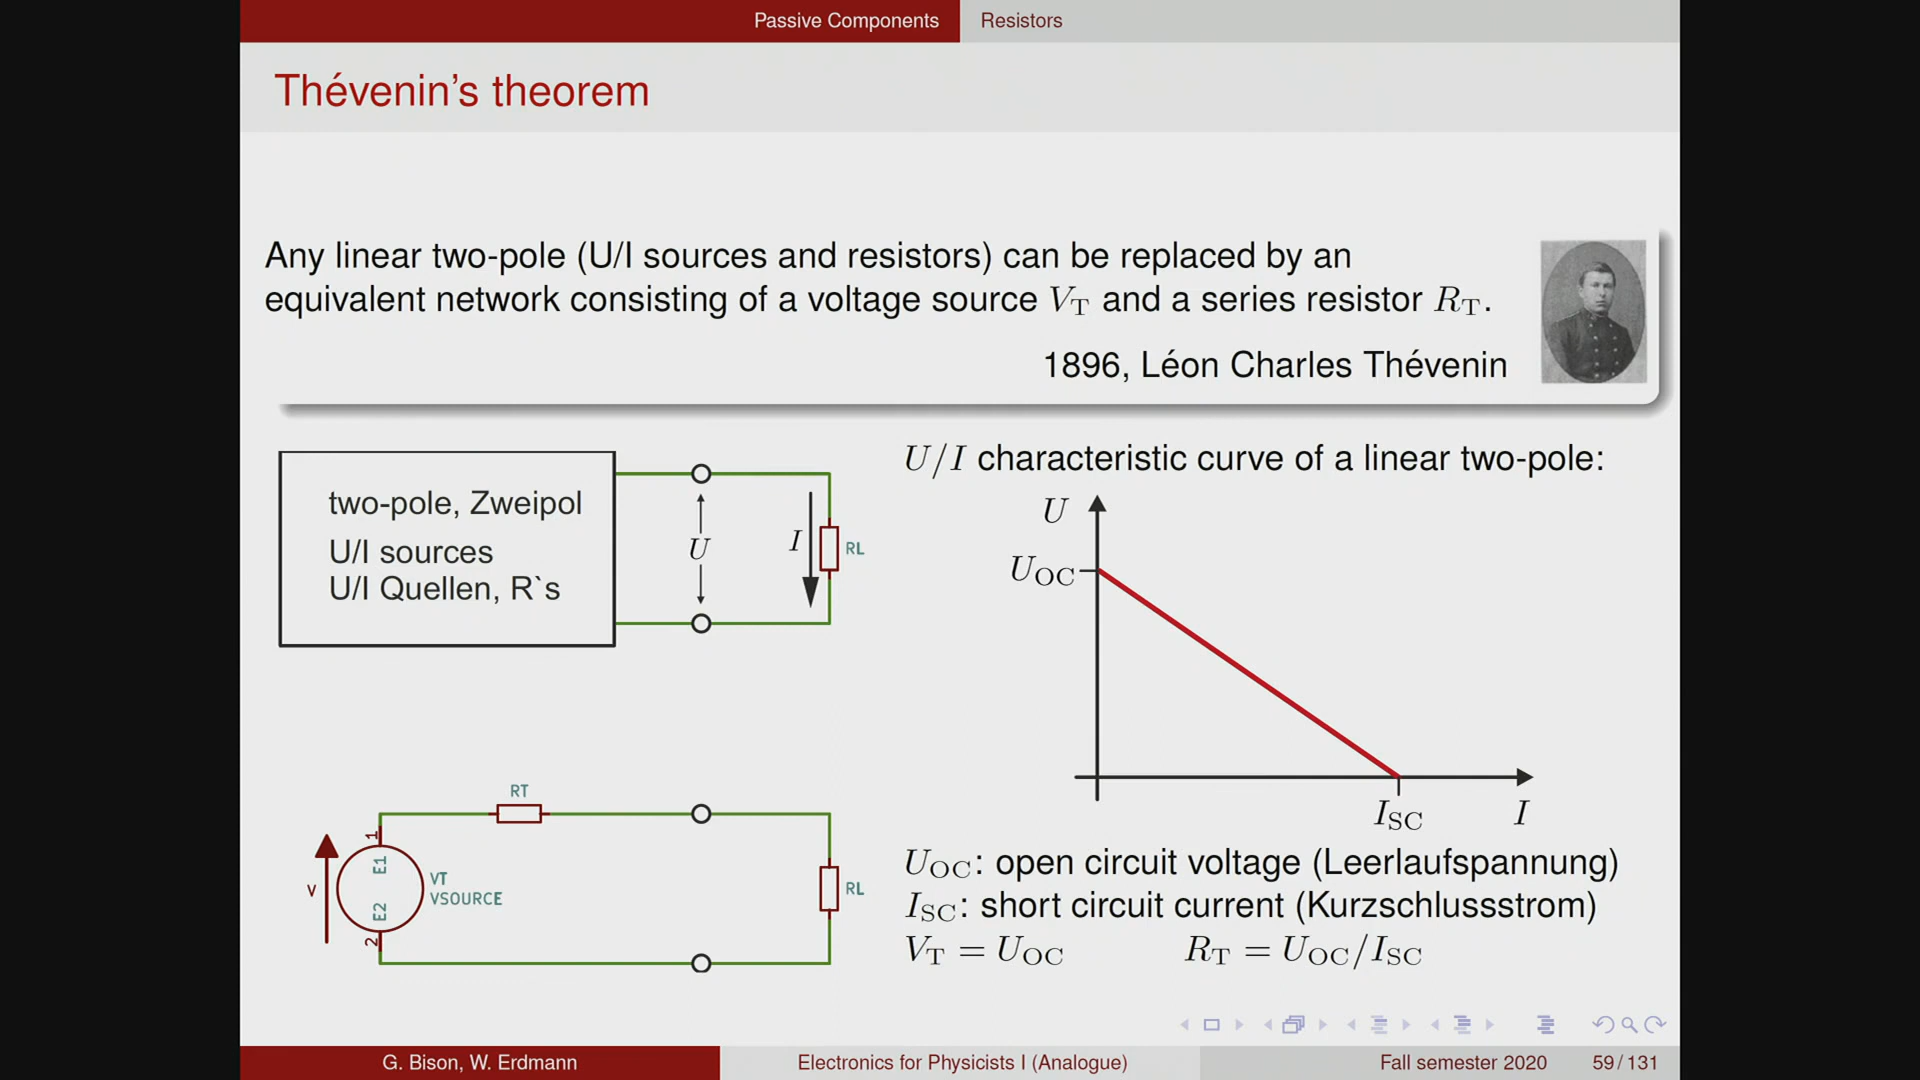 Passive Components
Resistors
Thévenin's theorem
Any linear two-pole (U/I sources and resistors) can be replaced by an
equivalent network consisting of a voltage source V_T and a series resistor R_T.
1896, Léon Charles Thévenin
two-pole, Zweipol
U/I sources
U/I Quellen, R`s
U
I
RL
U/I characteristic curve of a linear two-pole:
U
U_OC
I_SC
I
RT
V
1
E1
E2
2
VT
VSOURCE
RL
U_OC: open circuit voltage (Leerlaufspannung)
I_SC: short circuit current (Kurzschlussstrom)
V_T = U_OC R_T = U_OC/I_SC
G. Bison, W. Erdmann
Electronics for Physicists I (Analogue)
Fall semester 2020
59 / 131